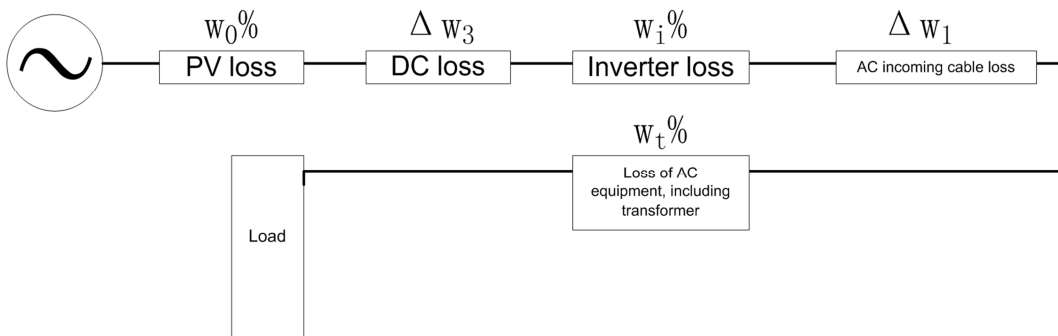 w₀% Δ w₃ wᵢ% Δ w₁
PV loss DC loss Inverter loss AC incoming cable loss
wₜ%
Loss of AC
equipment, including
transformer
Load